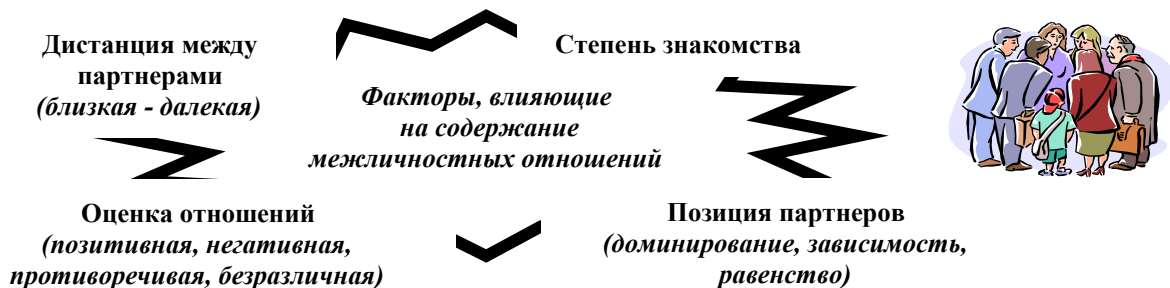 Дистанция между
партнерами
(близкая - далекая)
Степень знакомства
Факторы, влияющие
на содержание
межличностных отношений
Оценка отношений
(позитивная, негативная,
противоречивая, безразличная)
Позиция партнеров
(доминирование, зависимость,
равенство)